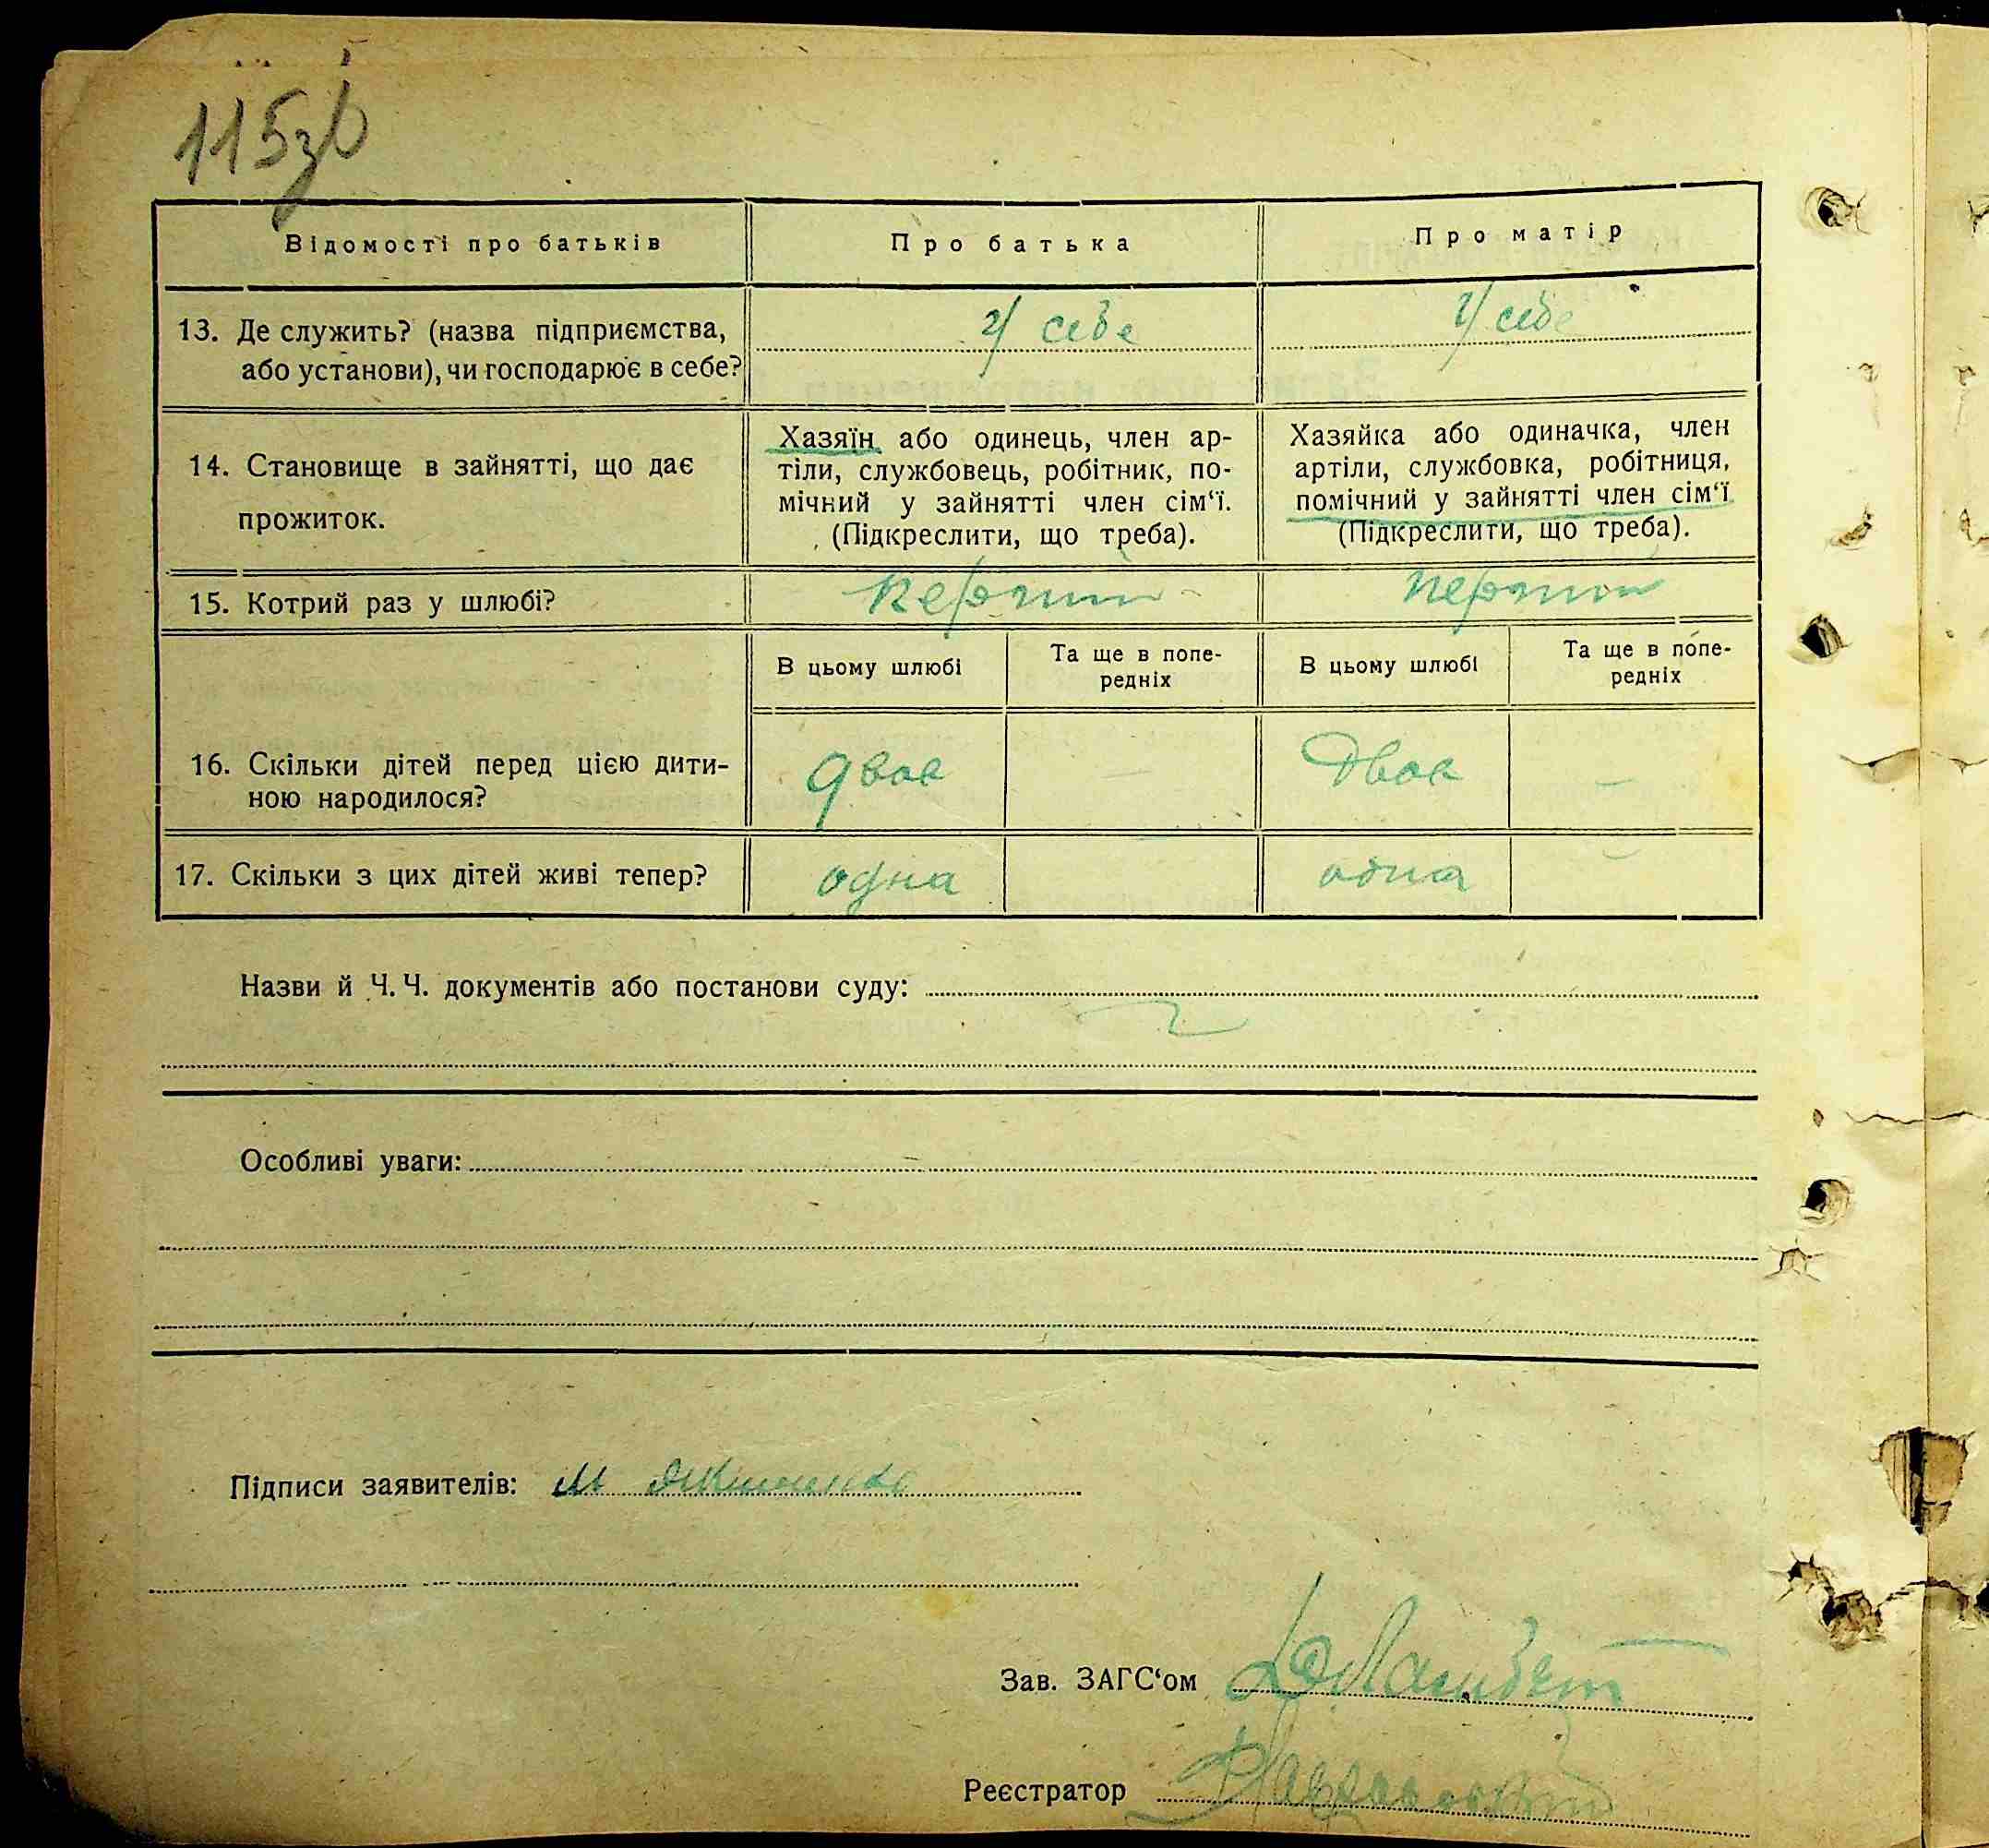 115зв
Відомості про батьків
Про батька
Про матір
13. Де служить? (назва підприємства,
або установи), чи господарює в себе?
у себе
у себе
14. Становище в зайнятті, що дає
прожиток.
Хазяїн або одинець, член ар-
тіли, службовець, робітник, по-
мічний у зайнятті член сім‘ї.
(Підкреслити, що треба).
Хазяйка або одиначка, член
артіли, службовка, робітниця,
помічний у зайнятті член сім‘ї
(Підкреслити, що треба).
15. Котрий раз у шлюбі?
В цьому шлюбі
Та ще в попе-
редніх
В цьому шлюбі
Та ще в попе-
редніх
16. Скільки дітей перед цією дити-
ною народилося?
двое
—
двое
—
17. Скільки з цих дітей живі тепер?
одна
одна
Назви й Ч. Ч. документів або постанови суду:
Особливі уваги:
Підписи заявителів:
Зав. ЗАГС‘ом
Реєстратор